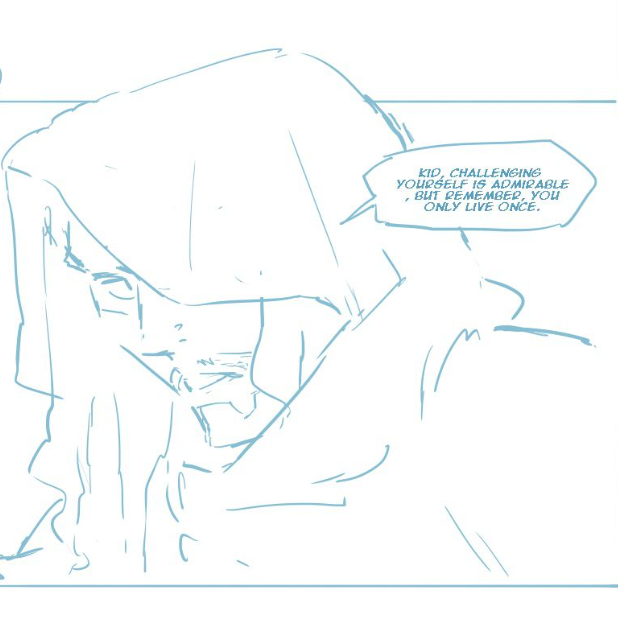 KID, CHALLENGING
YOURSELF IS ADMIRABLE
, BUT REMEMBER, YOU
ONLY LIVE ONCE.